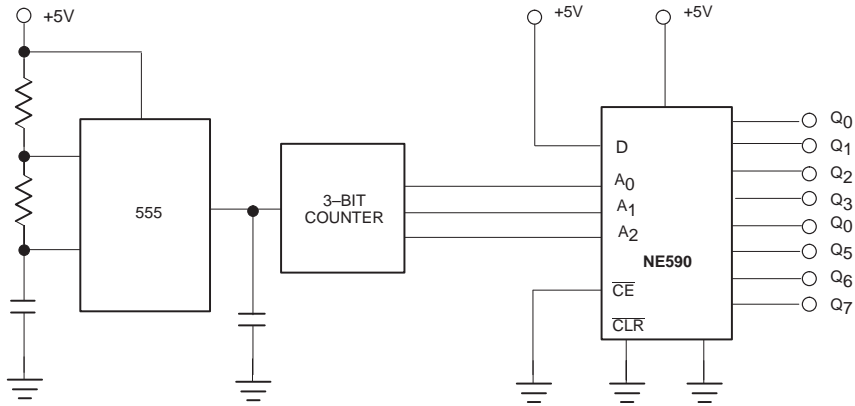 +5V
+5V
+5V
555
3–BIT
COUNTER
D
A0
A1
A2
NE590
CE
CLR
Q0
Q1
Q2
Q3
Q0
Q5
Q6
Q7